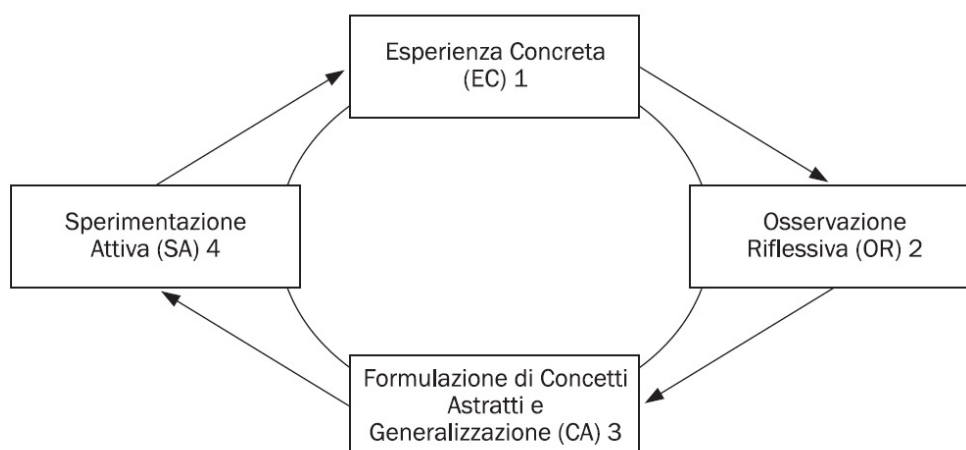 Esperienza Concreta
(EC) 1
Sperimentazione
Attiva (SA) 4
Osservazione
Riflessiva (OR) 2
Formulazione di Concetti
Astratti e
Generalizzazione (CA) 3